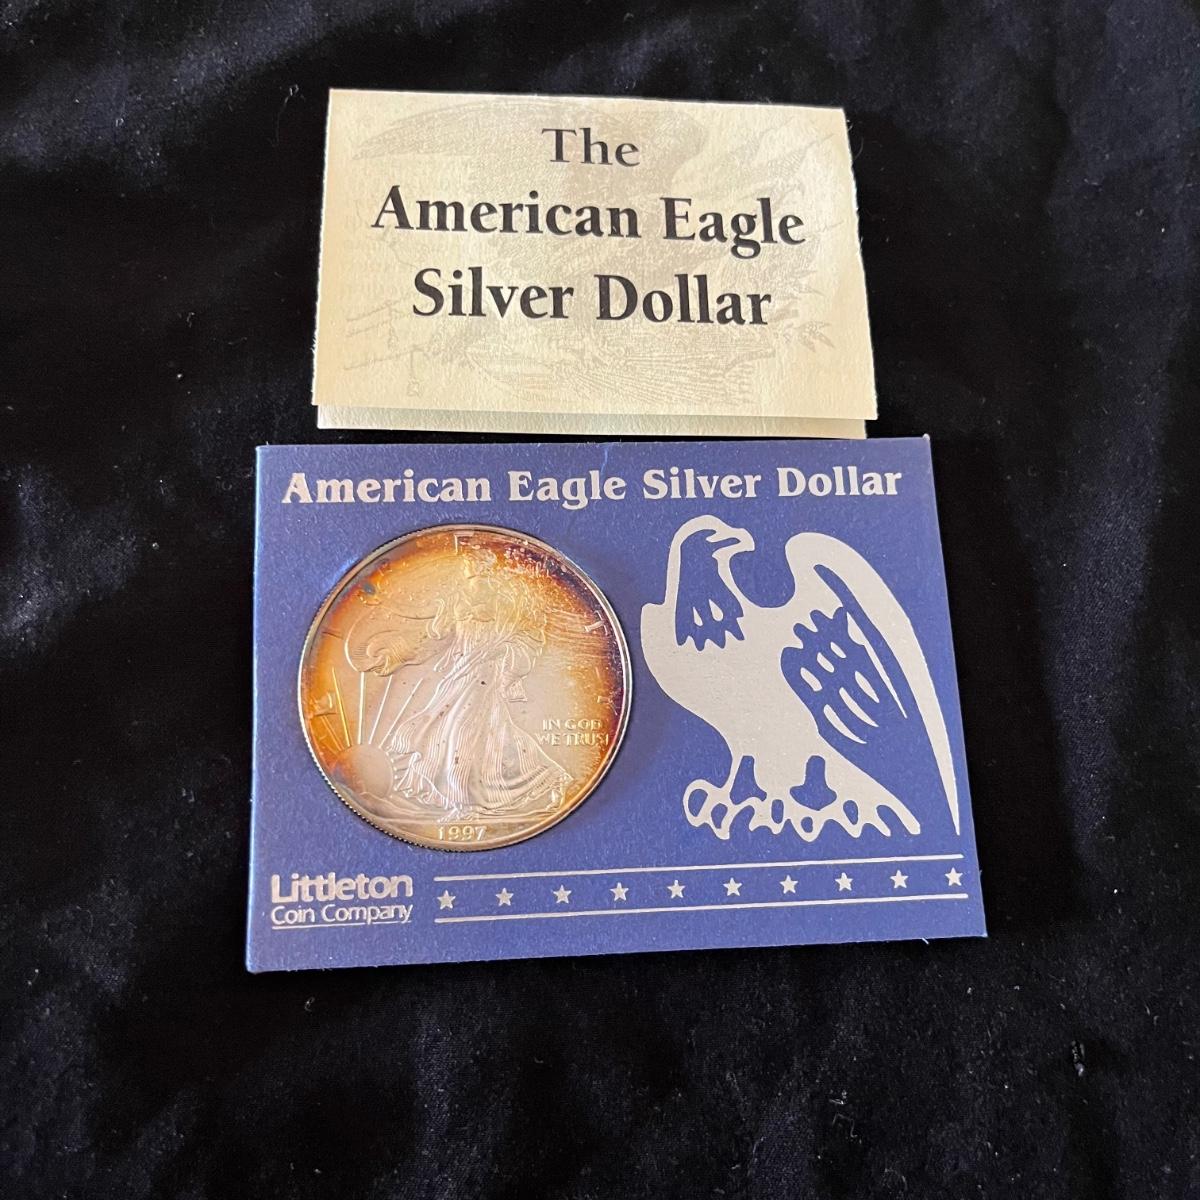 The
American Eagle
Silver Dollar
American Eagle Silver Dollar
IN GOD
WE TRUST
1997
Littleton
Coin Company